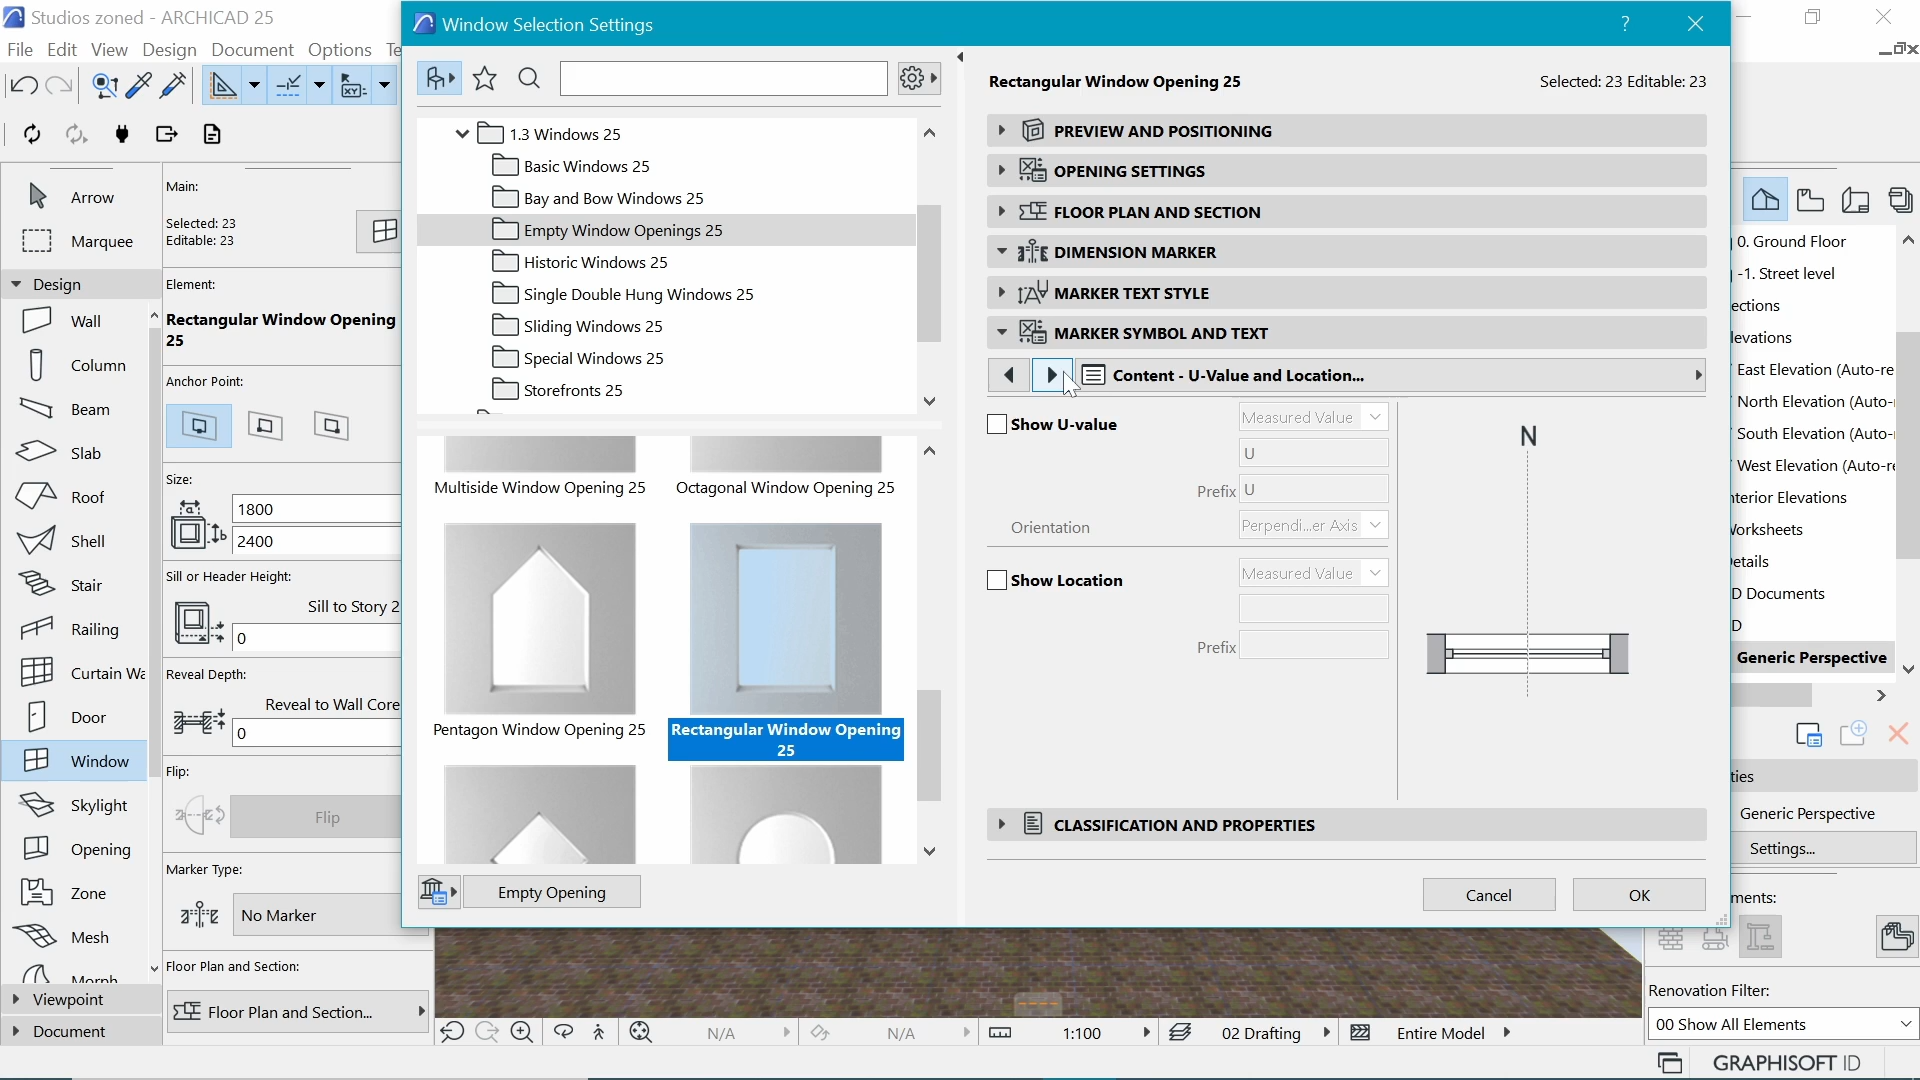 Studios zoned - ARCHICAD 25
File Edit View Design Document Options Te
Window Selection Settings
?
Arrow
Marquee
Design
Wall
Column
Beam
Slab
Roof
Shell
Stair
Railing
Curtain Wa
Door
Window
Skylight
Opening
Zone
Mesh
Morph
Viewpoint
Document
Main:
Selected: 23
Editable: 23
Element:
Rectangular Window Opening
25
Anchor Point:
Size:
1800
2400
Sill or Header Height:
Sill to Story 2
0
Reveal Depth:
Reveal to Wall Core
0
Flip:
Flip
Marker Type:
No Marker
Floor Plan and Section:
Floor Plan and Section...
1.3 Windows 25
Basic Windows 25
Bay and Bow Windows 25
Empty Window Openings 25
Historic Windows 25
Single Double Hung Windows 25
Sliding Windows 25
Special Windows 25
Storefronts 25
Multiside Window Opening 25
Octagonal Window Opening 25
Pentagon Window Opening 25
Rectangular Window Opening
25
Empty Opening
Rectangular Window Opening 25
Selected: 23 Editable: 23
PREVIEW AND POSITIONING
OPENING SETTINGS
FLOOR PLAN AND SECTION
DIMENSION MARKER
MARKER TEXT STYLE
MARKER SYMBOL AND TEXT
Content - U-Value and Location...
Show U-value
Measured Value
U
Prefix U
Orientation
Perpendi...er Axis
Show Location
Measured Value
Prefix
N
CLASSIFICATION AND PROPERTIES
Cancel
OK
0. Ground Floor
-1. Street level
ections
levations
East Elevation (Auto-re
North Elevation (Auto-
South Elevation (Auto-
West Elevation (Auto-re
nterior Elevations
Vorksheets
etails
D Documents
D
Generic Perspective
ties
Generic Perspective
Settings...
ments:
Renovation Filter:
00 Show All Elements
N/A
N/A
1:100
02 Drafting
Entire Model
GRAPHISOFT ID